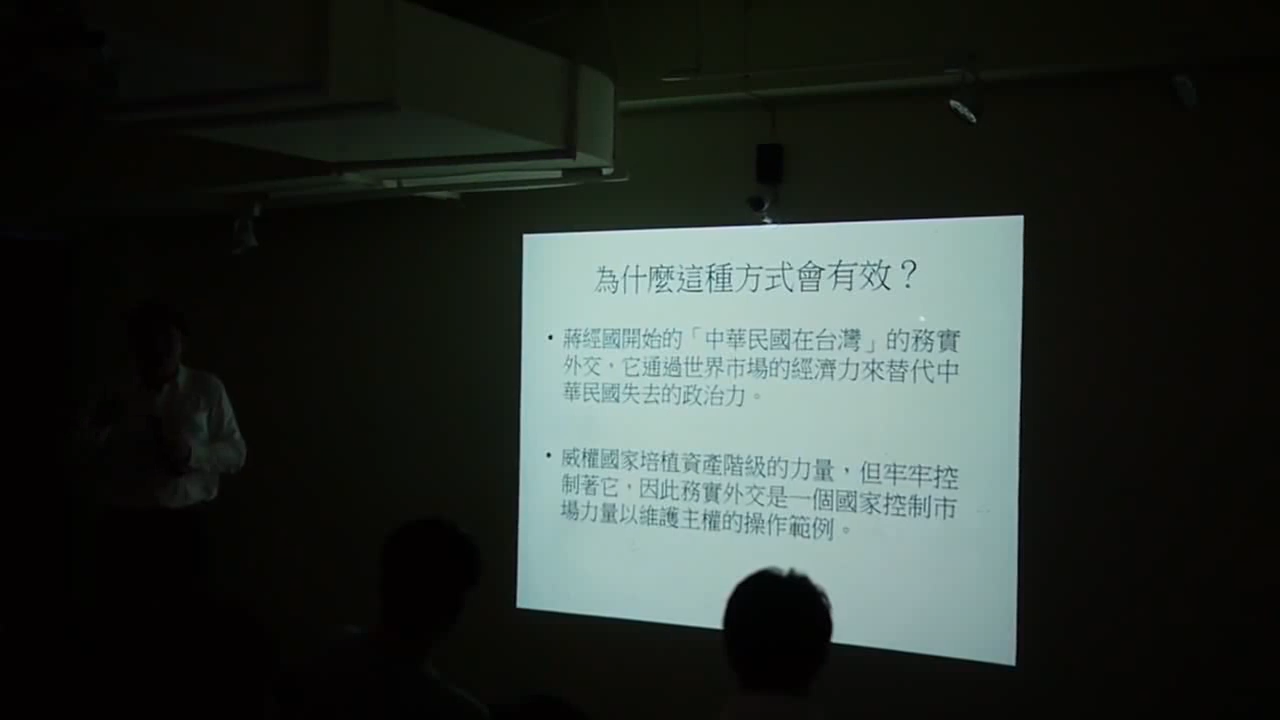 為什麼這種方式會有效？
• 蔣經國開始的「中華民國在台灣」的務實
外交，它通過世界市場的經濟力來替代中
華民國失去的政治力。
• 威權國家培植資產階級的力量，但牢牢控
制著它，因此務實外交是一個國家控制市
場力量以維護主權的操作範例。